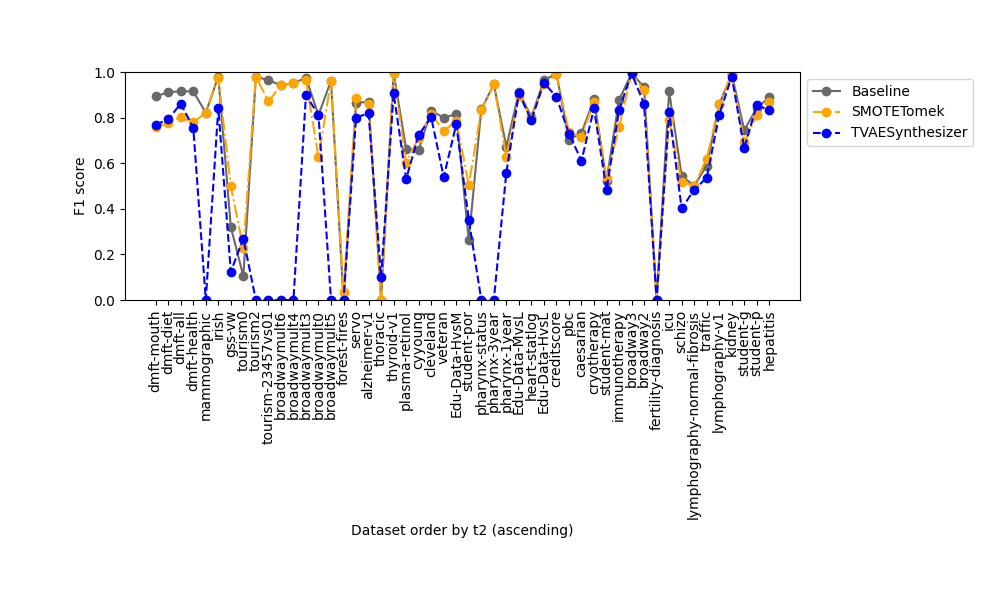 1.0
0.8
0.6
0.4
0.2
0.0
F1 score
Baseline
SMOTETomek
TVAESynthesizer
dmft-mouth
dmft-diet
dmft-all
dmft-health
mammographic
irish
gss-vw
tourism0
tourism2
tourism-23457vs01
broadwaymult6
broadwaymult4
broadwaymult3
broadwaymult0
broadwaymult5
forest-fires
servo
alzheimer-v1
thoracic
thyroid-v1
plasma-retinol
cyyoung
cleveland
veteran
Edu-Data-HvsM
student-por
pharynx-status
pharynx-3year
pharynx-1year
Edu-Data-MvsL
heart-statlog
Edu-Data-HvsL
creditscore
pbc
caesarian
cryotherapy
student-mat
immunotherapy
broadway3
broadway2
fertility-diagnosis
icu
schizo
lymphography-normal-fibrosis
traffic
lymphography-v1
kidney
student-g
student-p
hepatitis
Dataset order by t2 (ascending)